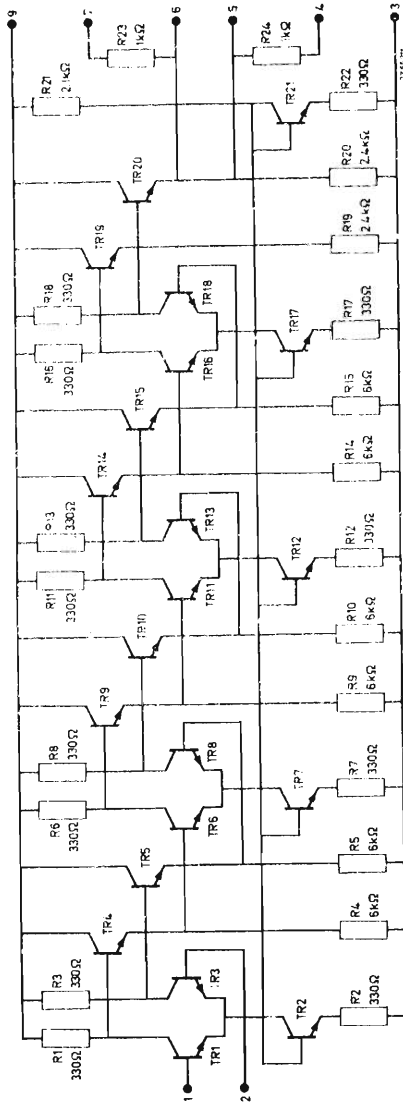 9
7
6
5
4
3
R21
2.1kΩ
R23
1kΩ
R24
1kΩ
R22
330Ω
TR21
TR20
R20
2.4kΩ
TR19
R19
2.4kΩ
R18
330Ω
R16
330Ω
TR18
TR16
TR17
R17
330Ω
TR15
R15
6kΩ
TR14
R14
6kΩ
R13
330Ω
R11
330Ω
TR13
TR11
TR12
R12
330Ω
TR10
R10
6kΩ
TR9
R9
6kΩ
R8
330Ω
R6
330Ω
TR8
TR6
TR7
R7
330Ω
TR5
R5
6kΩ
TR4
R4
6kΩ
R3
330Ω
R1
330Ω
TR3
TR1
TR2
R2
330Ω
1
2